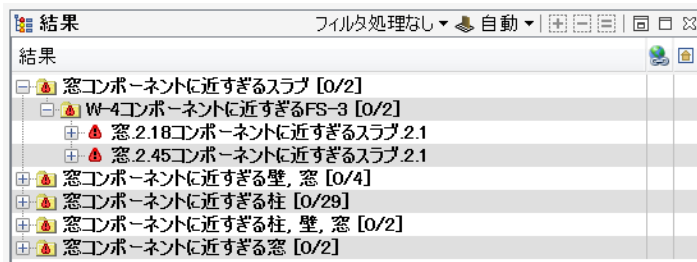 結果 フィルタ処理なし 自動
結果
窓コンポーネントに近すぎるスラブ [0/2]
W-4コンポーネントに近すぎるFS-3 [0/2]
窓.2.18コンポーネントに近すぎるスラブ.2.1
窓.2.45コンポーネントに近すぎるスラブ.2.1
窓コンポーネントに近すぎる壁, 窓 [0/4]
窓コンポーネントに近すぎる柱 [0/29]
窓コンポーネントに近すぎる柱, 壁, 窓 [0/2]
窓コンポーネントに近すぎる窓 [0/2]